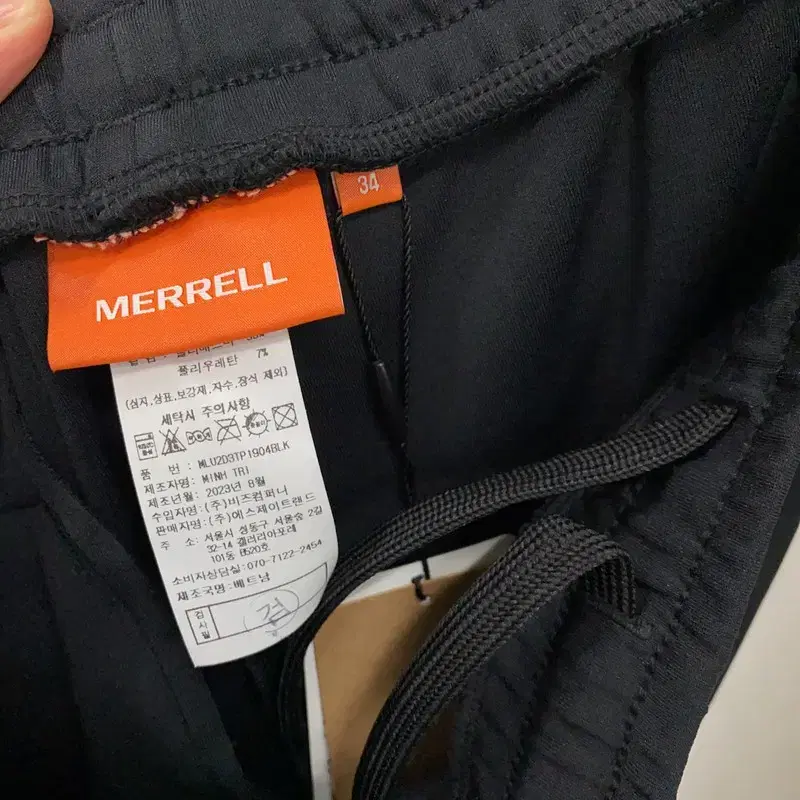 34
MERRELL
폴리우레탄 7%
(심지,상표,보강재,자수,장식 제외)
세탁시 주의사항
품 번 : MLU2D3TP1904BLK
제조자명 : MINH TRI
제조년월 : 2023년 8월
수입자명 : (주)비즈컴퍼니
판매자명 : (주)에스제이트렌드
주 소 : 서울시 성동구 서울숲 2길
32-14 갤러리아포레
101동 B520호
소비자상담실 : 070-7122-2454
제조국명 : 베트남
검사필
검